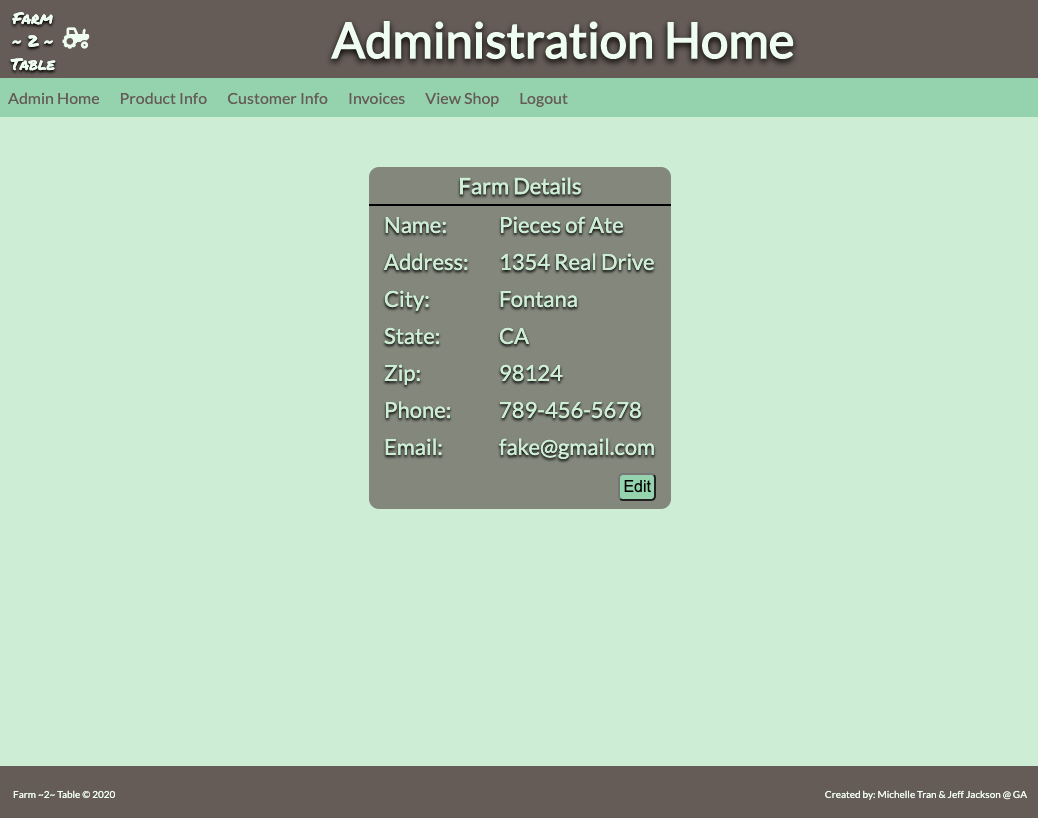 Farm
~ 2 ~
Table
Administration Home
Admin Home Product Info Customer Info Invoices View Shop Logout
Farm Details
Name: Pieces of Ate
Address: 1354 Real Drive
City: Fontana
State: CA
Zip: 98124
Phone: 789-456-5678
Email: fake@gmail.com
Edit
Farm ~2~ Table © 2020
Created by: Michelle Tran & Jeff Jackson @ GA